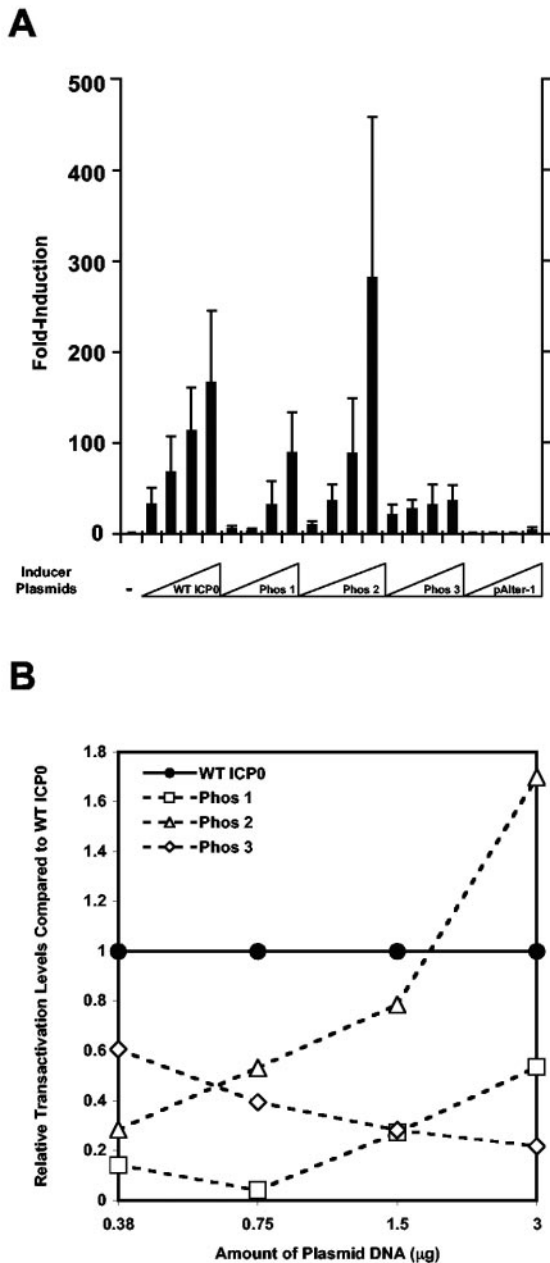 A
500
400
300
200
100
0
Fold-Induction
Inducer
Plasmids
-
WT ICP0
Phos 1
Phos 2
Phos 3
pAlter-1
B
1.8
1.6
1.4
1.2
1
0.8
0.6
0.4
0.2
0
Relative Transactivation Levels Compared to WT ICP0
WT ICP0
Phos 1
Phos 2
Phos 3
0.38
0.75
1.5
3
Amount of Plasmid DNA (µg)